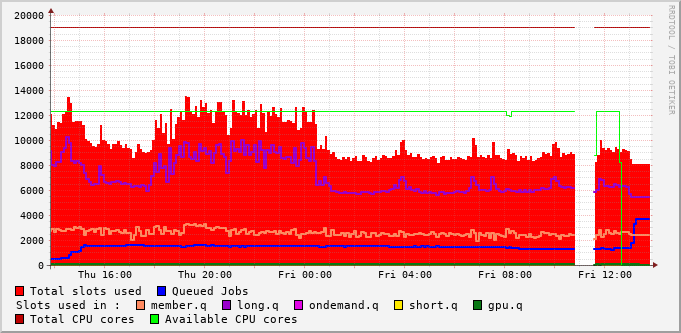 20000
18000
16000
14000
12000
10000
8000
6000
4000
2000
0
Thu 16:00 Thu 20:00 Fri 00:00 Fri 04:00 Fri 08:00 Fri 12:00
RRDTOOL / TOBI OETIKER
Total slots used Queued Jobs
Slots used in : member.q long.q ondemand.q short.q gpu.q
Total CPU cores Available CPU cores